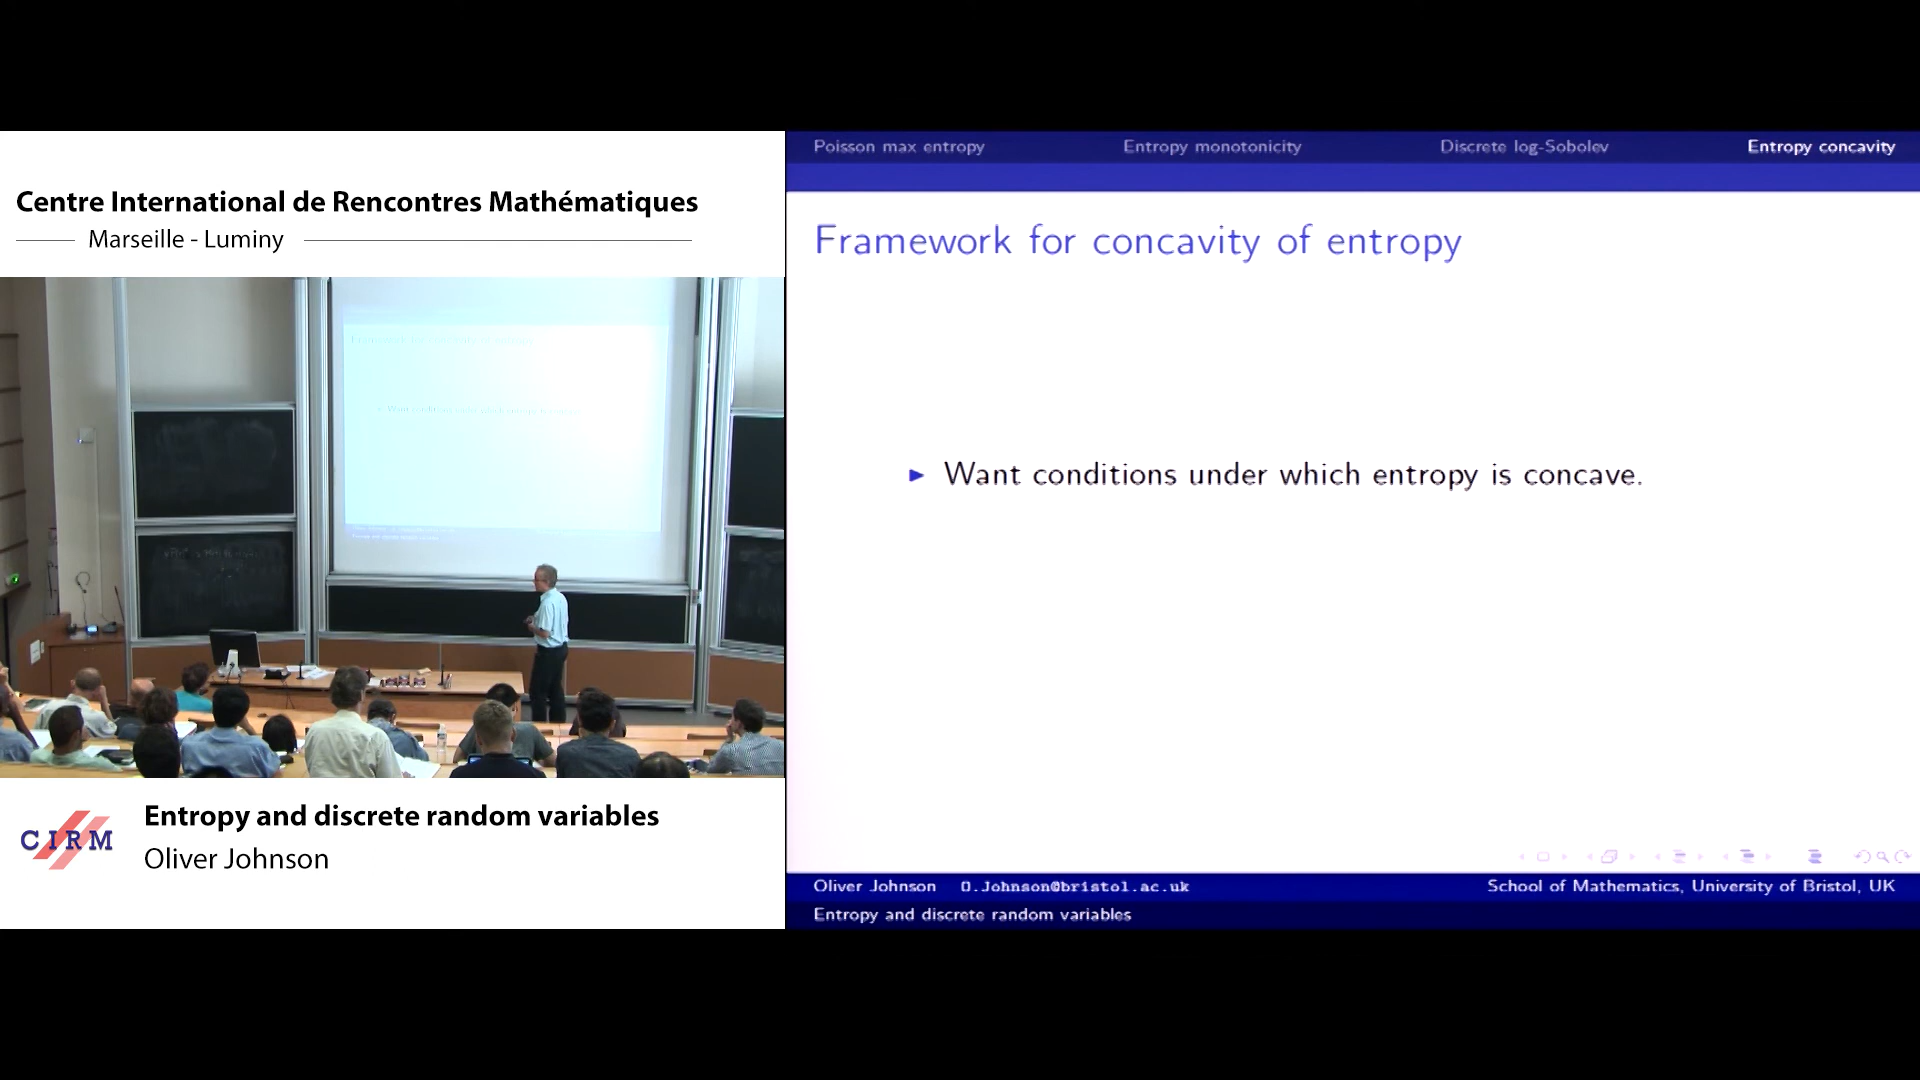 Centre International de Rencontres Mathématiques
Marseille - Luminy
Poisson max entropy Entropy monotonicity Discrete log-Sobolev Entropy concavity
Framework for concavity of entropy
Want conditions under which entropy is concave.
CIRM
Entropy and discrete random variables
Oliver Johnson
Oliver Johnson O.Johnson@bristol.ac.uk School of Mathematics, University of Bristol, UK
Entropy and discrete random variables